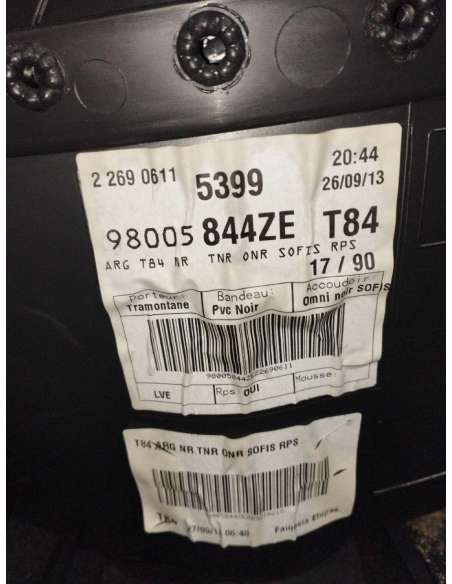 20:44
2 269 0611 5399 26/09/13
98005 844ZE T84
ARG T84 NR TNR ONR SOFIS RPS
17 / 90
Porteur: Bandeau: Accoudoir:
Tramontane Pvc Noir Omni noir SOFIS
98005844ZE22690611
LVE Rps: OUI Mousse:
T84 ARG NR TNR ONR SOFIS RPS
T84